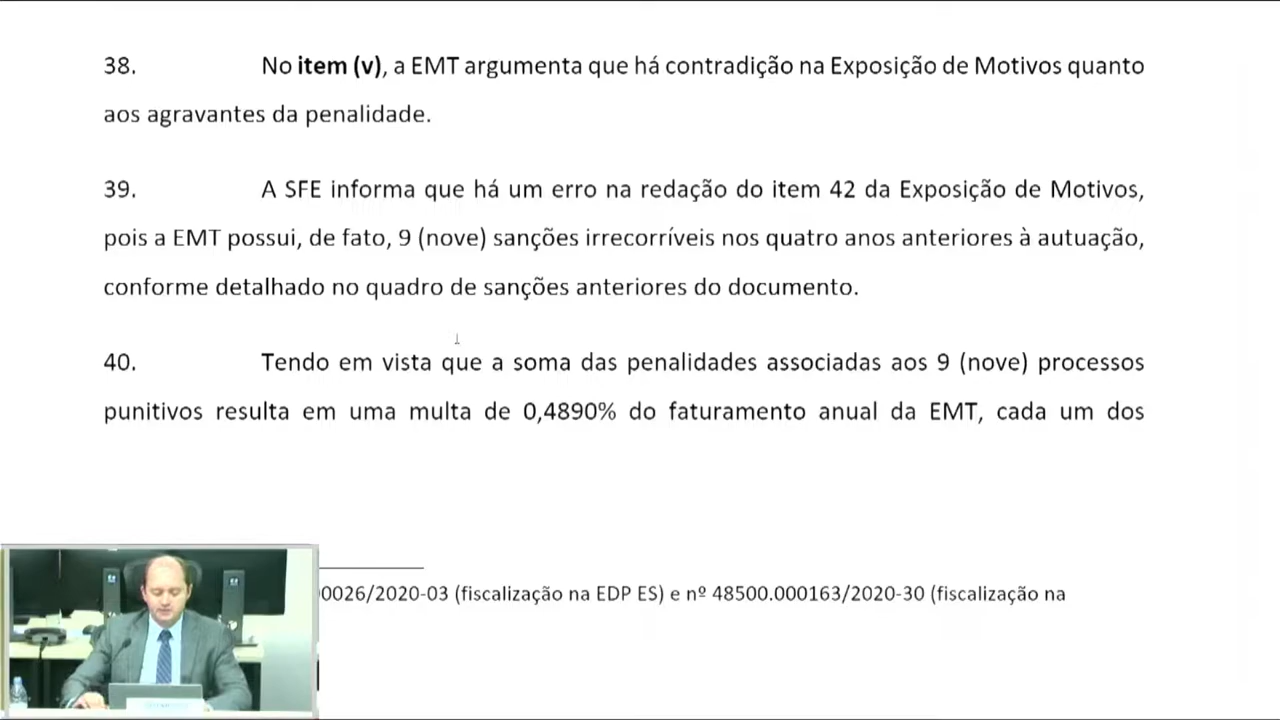 38. No item (v), a EMT argumenta que há contradição na Exposição de Motivos quanto
aos agravantes da penalidade.
39. A SFE informa que há um erro na redação do item 42 da Exposição de Motivos,
pois a EMT possui, de fato, 9 (nove) sanções irrecorríveis nos quatro anos anteriores à autuação,
conforme detalhado no quadro de sanções anteriores do documento.
40. Tendo em vista que a soma das penalidades associadas aos 9 (nove) processos
punitivos resulta em uma multa de 0,4890% do faturamento anual da EMT, cada um dos
0026/2020-03 (fiscalização na EDP ES) e nº 48500.000163/2020-30 (fiscalização na